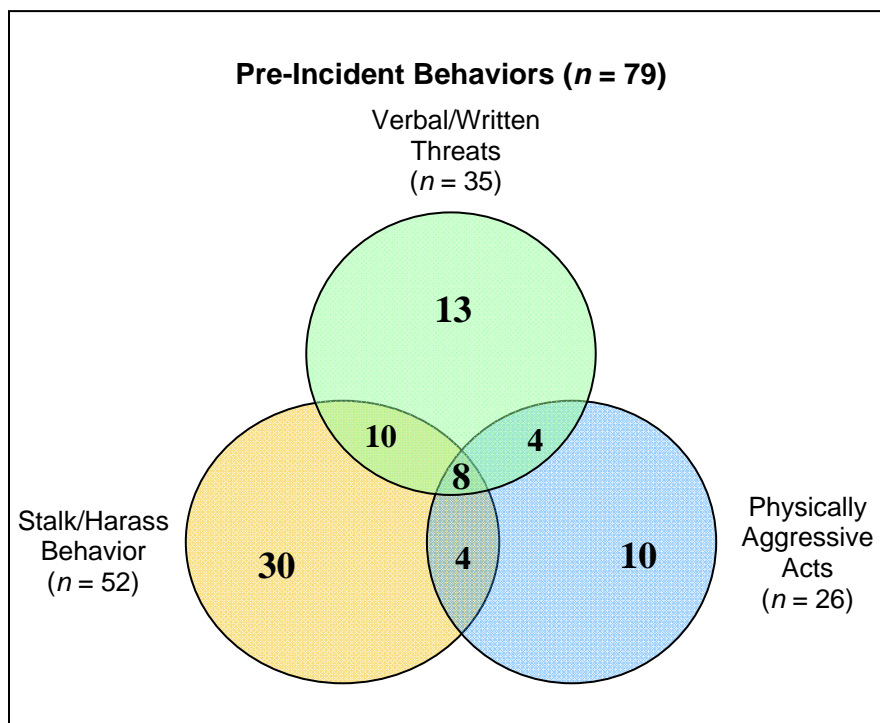 Pre-Incident Behaviors (n = 79)
Verbal/Written
Threats
(n = 35)
13
10
4
8
Stalk/Harass
Behavior
(n = 52)
30
4
10
Physically
Aggressive
Acts
(n = 26)